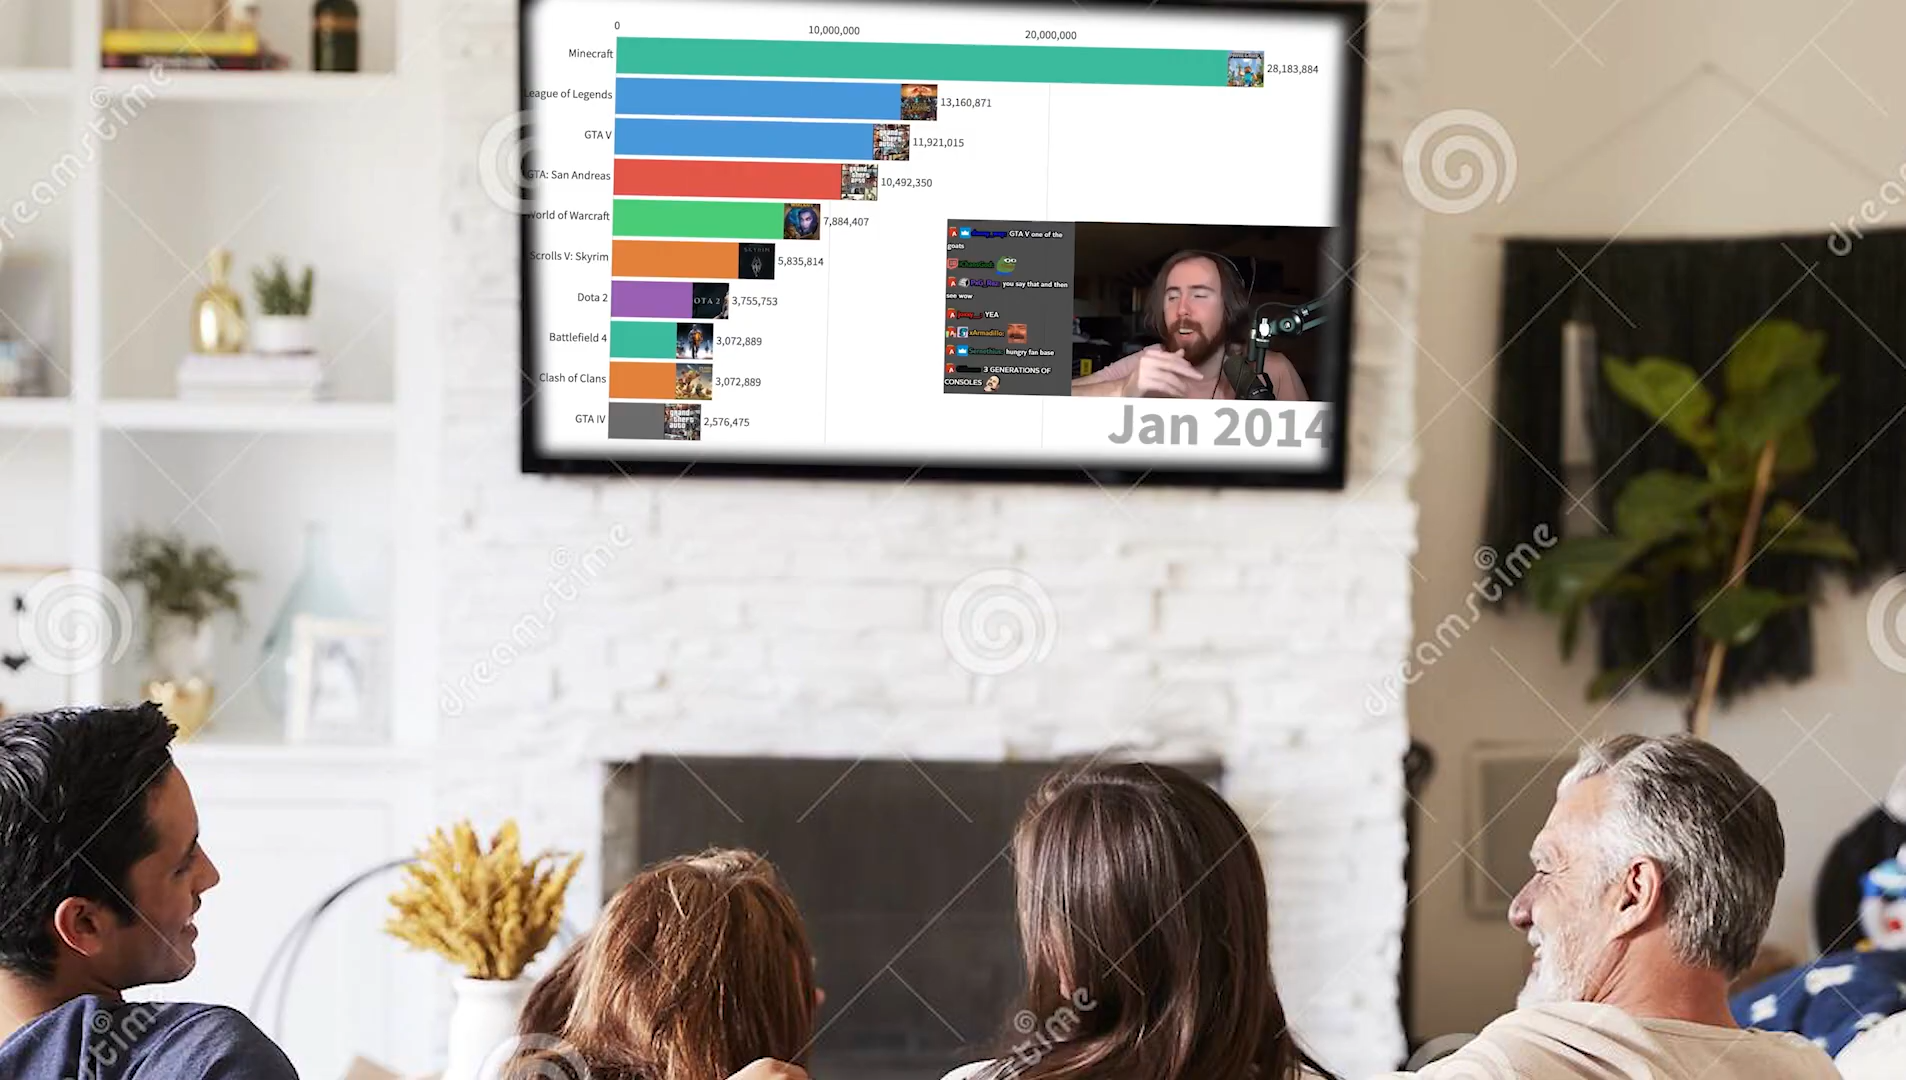 0
10,000,000
20,000,000
Minecraft
28,183,884
League of Legends
13,160,871
GTA V
11,921,015
GTA: San Andreas
10,492,350
World of Warcraft
7,884,407
Scrolls V: Skyrim
5,835,814
Dota 2
3,755,753
Battlefield 4
3,072,889
Clash of Clans
3,072,889
GTA IV
2,576,475
GTA V one of the
goats
you say that and then
see wow
YEA
xArmadillo:
hungry fan base
3 GENERATIONS OF
CONSOLES
Jan 2014
dreamstime
dreamstime
dreamstime